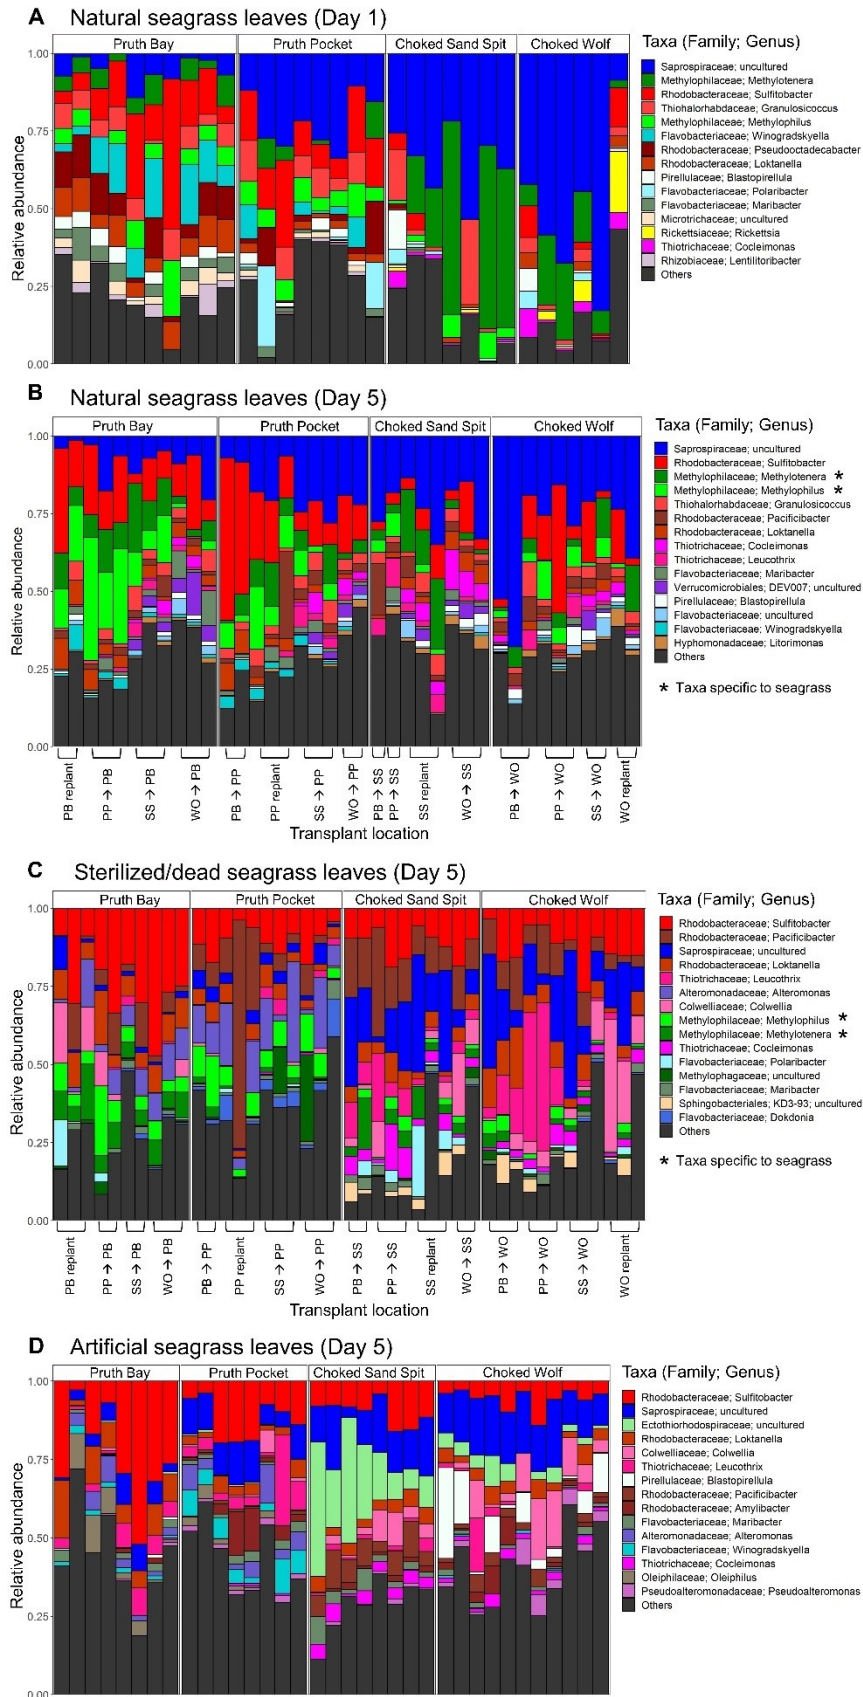 A Natural seagrass leaves (Day 1)
Pruth Bay Pruth Pocket Choked Sand Spit Choked Wolf
Relative abundance
1.00
0.75
0.50
0.25
0.00
Taxa (Family; Genus)
Saprospiraceae; uncultured
Methylophilaceae; Methylotenera
Rhodobacteraceae; Sulfitobacter
Thiohalorhabdaceae; Granulosicoccus
Methylophilaceae; Methylophilus
Flavobacteriaceae; Winogradskyella
Rhodobacteraceae; Pseudooctadecabacter
Rhodobacteraceae; Loktanella
Pirellulaceae; Blastopirellula
Flavobacteriaceae; Polaribacter
Flavobacteriaceae; Maribacter
Microtrichaceae; uncultured
Rickettsiaceae; Rickettsia
Thiotrichaceae; Cocleimonas
Rhizobiaceae; Lentilitoribacter
Others
B Natural seagrass leaves (Day 5)
Pruth Bay Pruth Pocket Choked Sand Spit Choked Wolf
Relative abundance
1.00
0.75
0.50
0.25
0.00
PB replant
PP → PB
SS → PB
WO → PB
PB → PP
PP replant
SS → PP
WO → PP
PB → SS
PP → SS
SS replant
WO → SS
PB → WO
PP → WO
SS → WO
WO replant
Transplant location
Taxa (Family; Genus)
Saprospiraceae; uncultured
Rhodobacteraceae; Sulfitobacter
Methylophilaceae; Methylotenera *
Methylophilaceae; Methylophilus *
Thiohalorhabdaceae; Granulosicoccus
Rhodobacteraceae; Pacificibacter
Rhodobacteraceae; Loktanella
Thiotrichaceae; Cocleimonas
Thiotrichaceae; Leucothrix
Flavobacteriaceae; Maribacter
Verrucomicrobiales; DEV007; uncultured
Pirellulaceae; Blastopirellula
Flavobacteriaceae; uncultured
Flavobacteriaceae; Winogradskyella
Hyphomonadaceae; Litorimonas
Others
* Taxa specific to seagrass
C Sterilized/dead seagrass leaves (Day 5)
Pruth Bay Pruth Pocket Choked Sand Spit Choked Wolf
Relative abundance
1.00
0.75
0.50
0.25
0.00
PB replant
PP → PB
SS → PB
WO → PB
PB → PP
PP replant
SS → PP
WO → PP
PB → SS
PP → SS
SS replant
WO → SS
PB → WO
PP → WO
SS → WO
WO replant
Transplant location
Taxa (Family; Genus)
Rhodobacteraceae; Sulfitobacter
Rhodobacteraceae; Pacificibacter
Saprospiraceae; uncultured
Rhodobacteraceae; Loktanella
Thiotrichaceae; Leucothrix
Alteromonadaceae; Alteromonas
Colwelliaceae; Colwellia
Methylophilaceae; Methylophilus *
Methylophilaceae; Methylotenera *
Thiotrichaceae; Cocleimonas
Flavobacteriaceae; Polaribacter
Methylophagaceae; uncultured
Flavobacteriaceae; Maribacter
Sphingobacteriales; KD3-93; uncultured
Flavobacteriaceae; Dokdonia
Others
* Taxa specific to seagrass
D Artificial seagrass leaves (Day 5)
Pruth Bay Pruth Pocket Choked Sand Spit Choked Wolf
Relative abundance
1.00
0.75
0.50
0.25
0.00
Taxa (Family; Genus)
Rhodobacteraceae; Sulfitobacter
Saprospiraceae; uncultured
Ectothiorhodospiraceae; uncultured
Rhodobacteraceae; Loktanella
Colwelliaceae; Colwellia
Thiotrichaceae; Leucothrix
Pirellulaceae; Blastopirellula
Rhodobacteraceae; Pacificibacter
Rhodobacteraceae; Amylibacter
Flavobacteriaceae; Maribacter
Alteromonadaceae; Alteromonas
Flavobacteriaceae; Winogradskyella
Thiotrichaceae; Cocleimonas
Oleiphilaceae; Oleiphilus
Pseudoalteromonadaceae; Pseudoalteromonas
Others